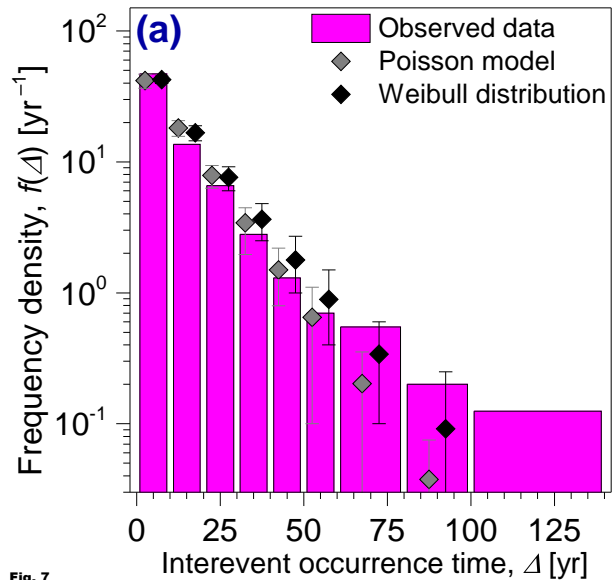 (a)
Observed data
Poisson model
Weibull distribution
Frequency density, f(Δ) [yr⁻¹]
10²
10¹
10⁰
10⁻¹
0 25 50 75 100 125
Interevent occurrence time, Δ [yr]
Fig. 7